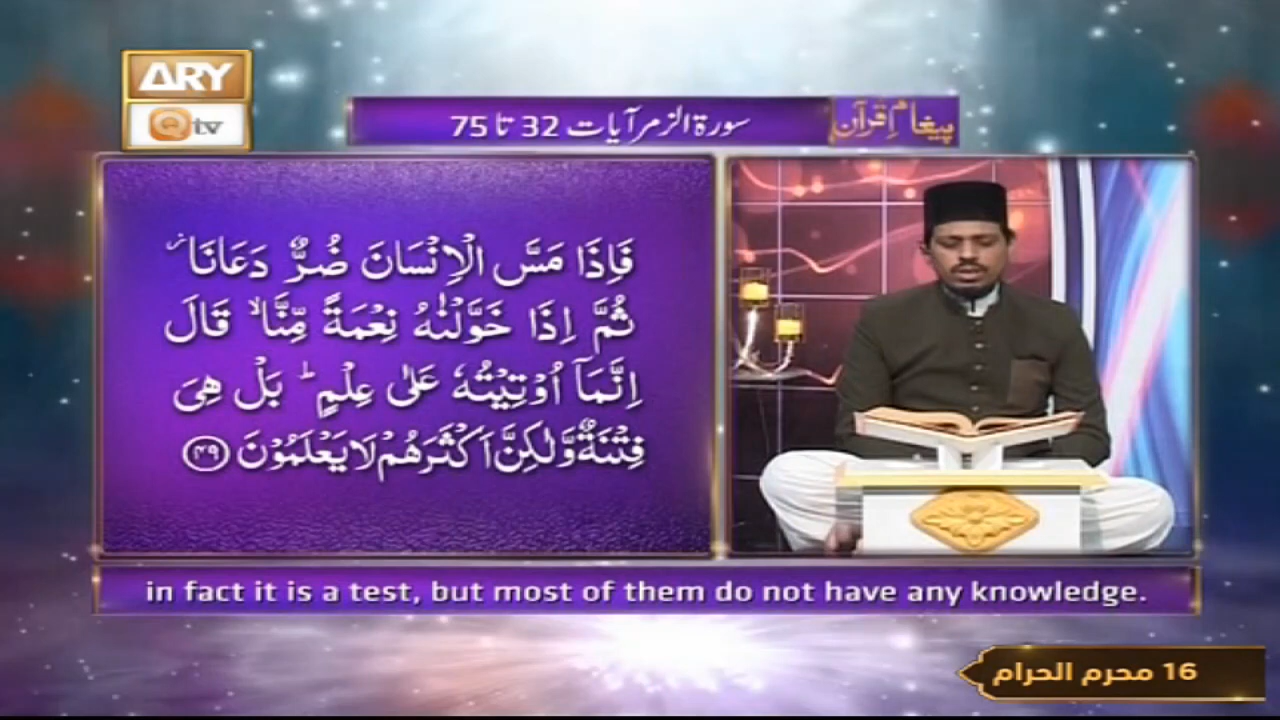 ARY
Qtv
پیغامِ قرآن
سورۃ الزمر آیات 32 تا 75
فَاِذَا مَسَّ الْاِنْسَانَ ضُرٌّ دَعَانَا ؗ
ثُمَّ اِذَا خَوَّلْنٰهُ نِعْمَةً مِّنَّا ۙ قَالَ
اِنَّمَاۤ اُوْتِیْتُهٗ عَلٰی عِلْمٍ ؕ بَلْ هِیَ
فِتْنَةٌ وَّلٰكِنَّ اَكْثَرَهُمْ لَا یَعْلَمُوْنَ ﴿۴۹﴾
in fact it is a test, but most of them do not have any knowledge.
16 محرم الحرام